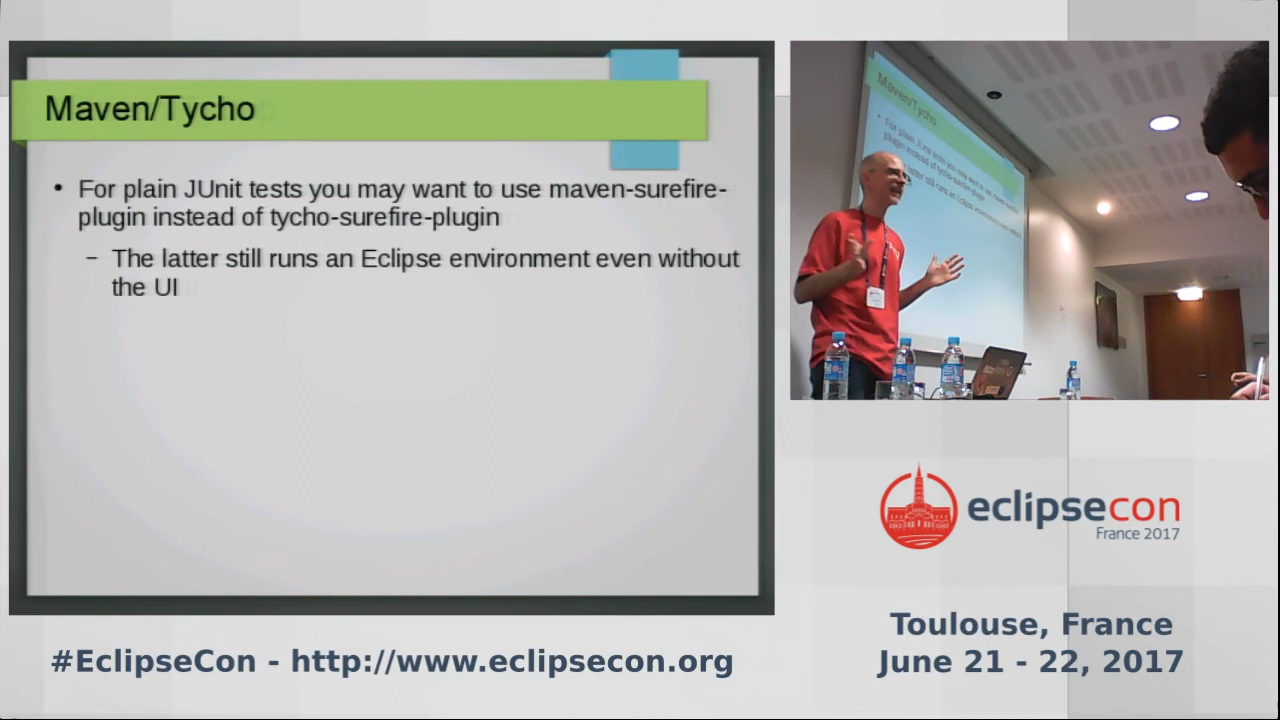 Maven/Tycho
• For plain JUnit tests you may want to use maven-surefire-
plugin instead of tycho-surefire-plugin
– The latter still runs an Eclipse environment even without
the UI
Maven/Tycho
eclipsecon
France 2017
Toulouse, France
June 21 - 22, 2017
#EclipseCon - http://www.eclipsecon.org